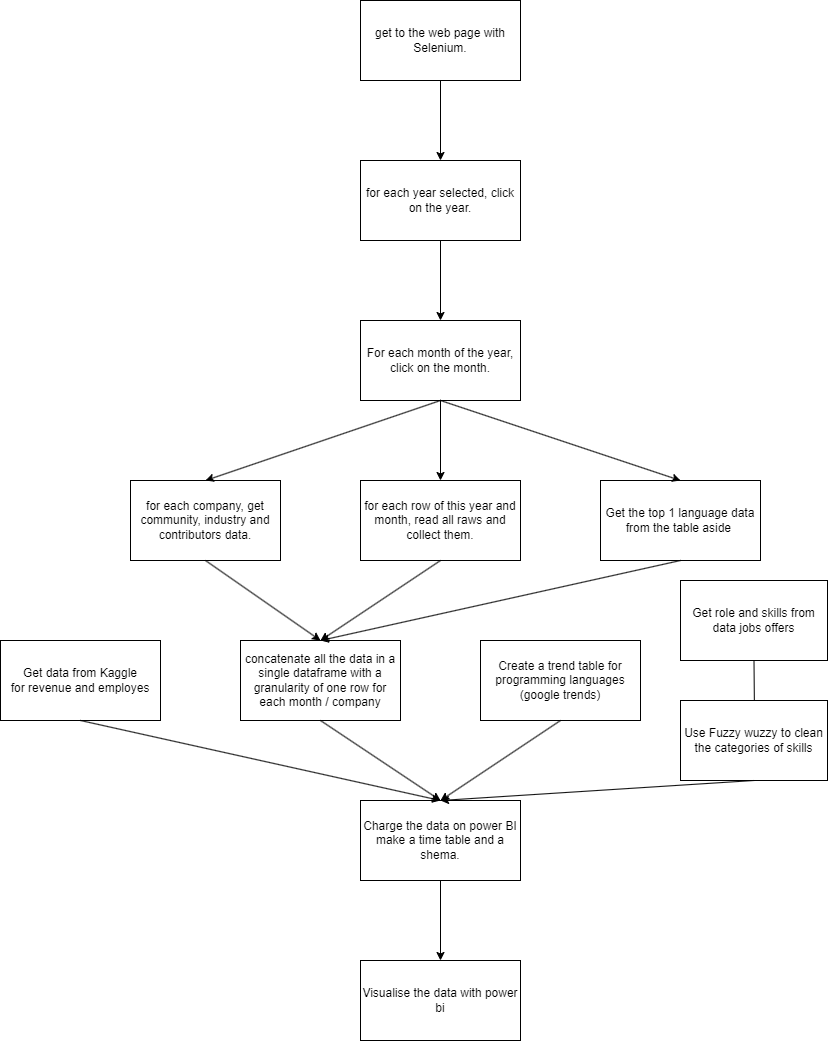 get to the web page with
Selenium.
for each year selected, click
on the year.
For each month of the year,
click on the month.
for each company, get
community, industry and
contributors data.
for each row of this year and
month, read all raws and
collect them.
Get the top 1 language data
from the table aside
Get role and skills from
data jobs offers
Get data from Kaggle
for revenue and employes
concatenate all the data in a
single dataframe with a
granularity of one row for
each month / company
Create a trend table for
programming languages
(google trends)
Use Fuzzy wuzzy to clean
the categories of skills
Charge the data on power BI
make a time table and a
shema.
Visualise the data with power
bi